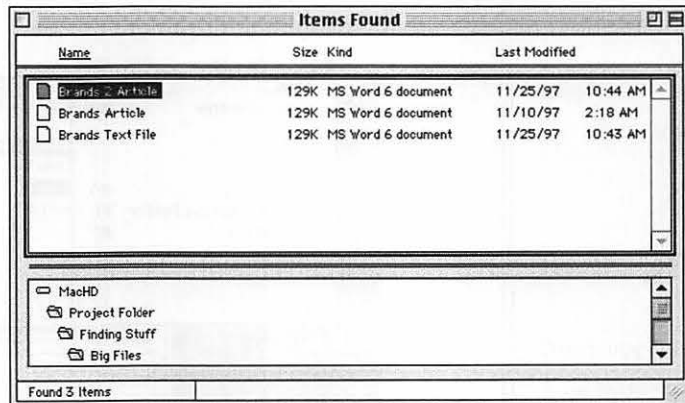 Items Found
Name Size Kind Last Modified
Brands 2 Article 129K MS Word 6 document 11/25/97 10:44 AM
Brands Article 129K MS Word 6 document 11/10/97 2:18 AM
Brands Text File 129K MS Word 6 document 11/25/97 10:43 AM
MacHD
Project Folder
Finding Stuff
Big Files
Found 3 Items